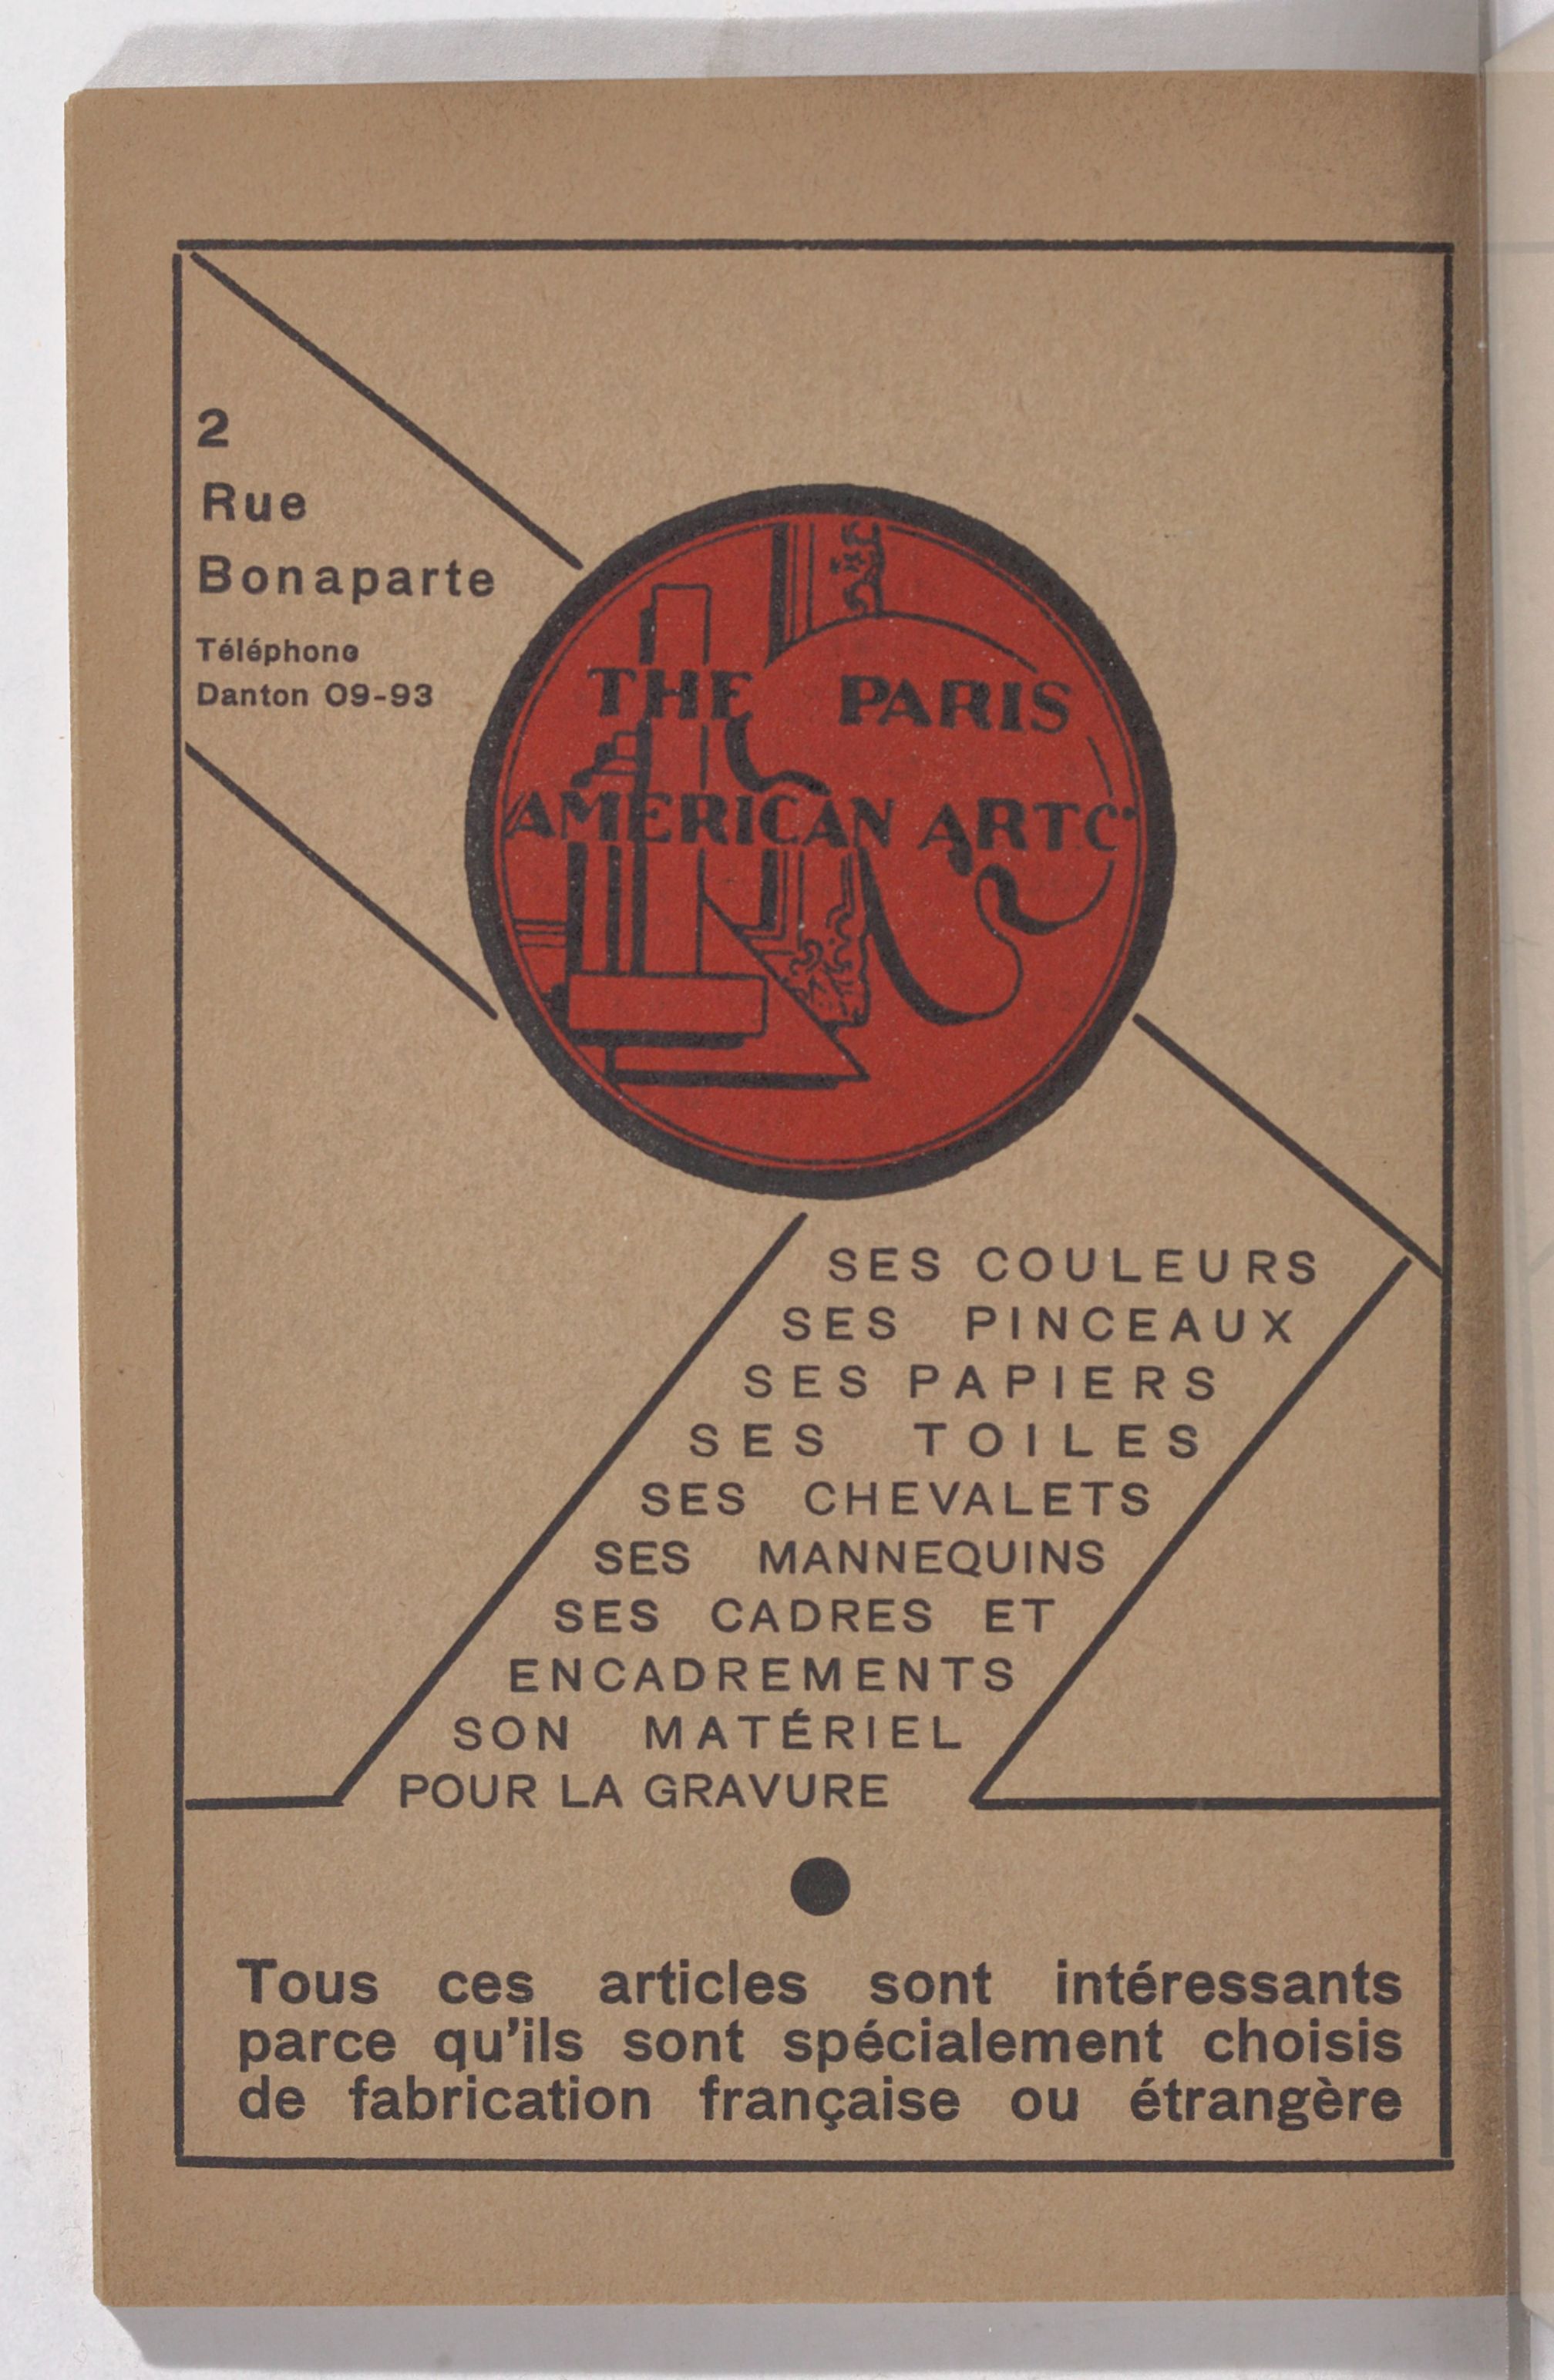 2
Rue
Bonaparte
Téléphone
Danton 09-93
THE PARIS
AMERICAN ART C°
SES COULEURS
SES PINCEAUX
SES PAPIERS
SES TOILES
SES CHEVALETS
SES MANNEQUINS
SES CADRES ET
ENCADREMENTS
SON MATÉRIEL
POUR LA GRAVURE
Tous ces articles sont intéressants
parce qu'ils sont spécialement choisis
de fabrication française ou étrangère